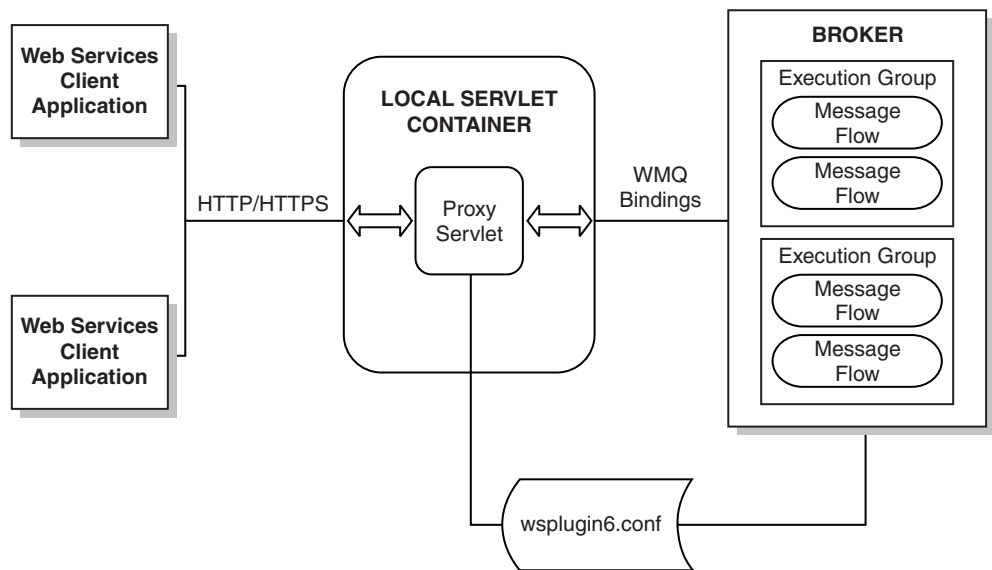 Web Services
Client
Application
HTTP/HTTPS
Web Services
Client
Application
LOCAL SERVLET
CONTAINER
Proxy
Servlet
WMQ
Bindings
BROKER
Execution Group
Message
Flow
Message
Flow
Execution Group
Message
Flow
Message
Flow
wsplugin6.conf